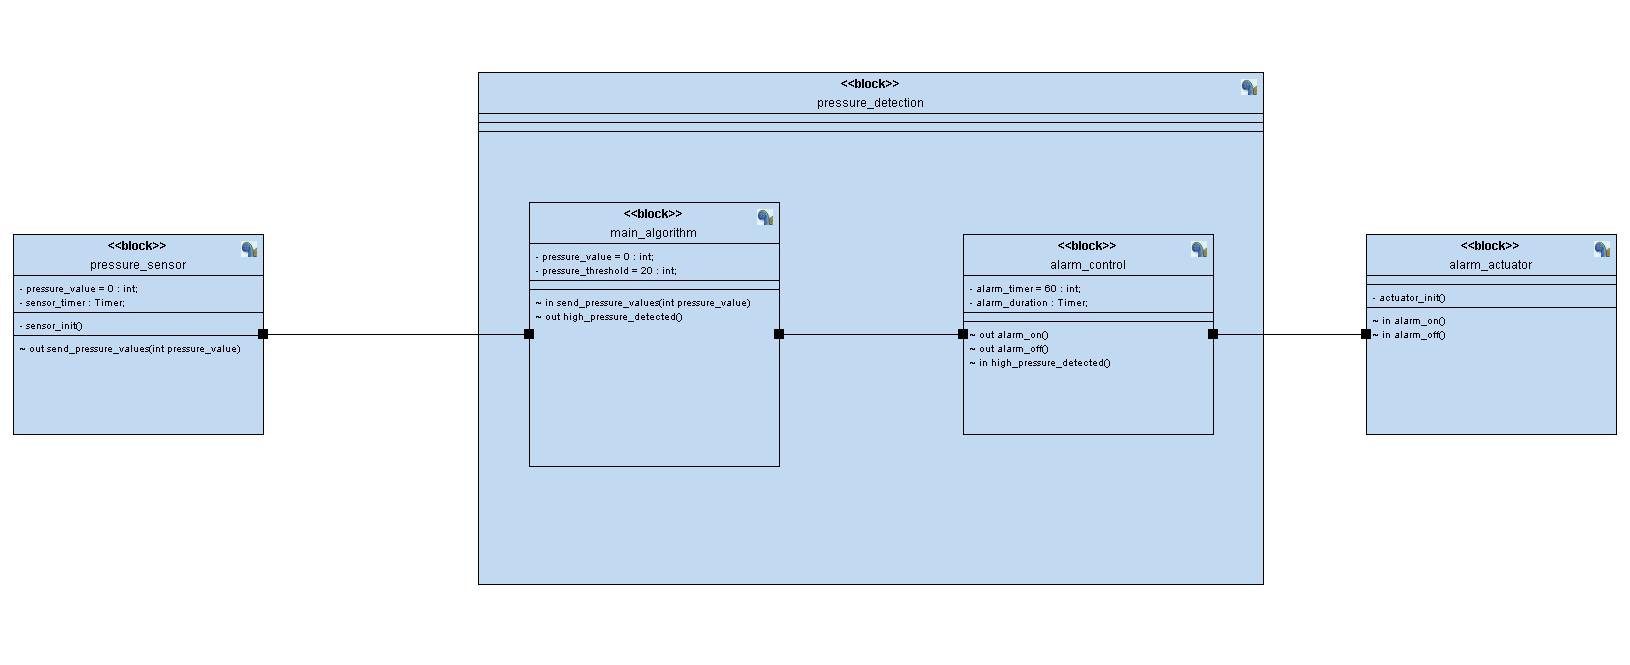 <<block>>
pressure_detection
<<block>>
pressure_sensor
- pressure_value = 0 : int;
- sensor_timer : Timer;
- sensor_init()
~ out send_pressure_values(int pressure_value)
<<block>>
main_algorithm
- pressure_value = 0 : int;
- pressure_threshold = 20 : int;
~ in send_pressure_values(int pressure_value)
~ out high_pressure_detected()
<<block>>
alarm_control
- alarm_timer = 60 : int;
- alarm_duration : Timer;
~ out alarm_on()
~ out alarm_off()
~ in high_pressure_detected()
<<block>>
alarm_actuator
- actuator_init()
~ in alarm_on()
~ in alarm_off()